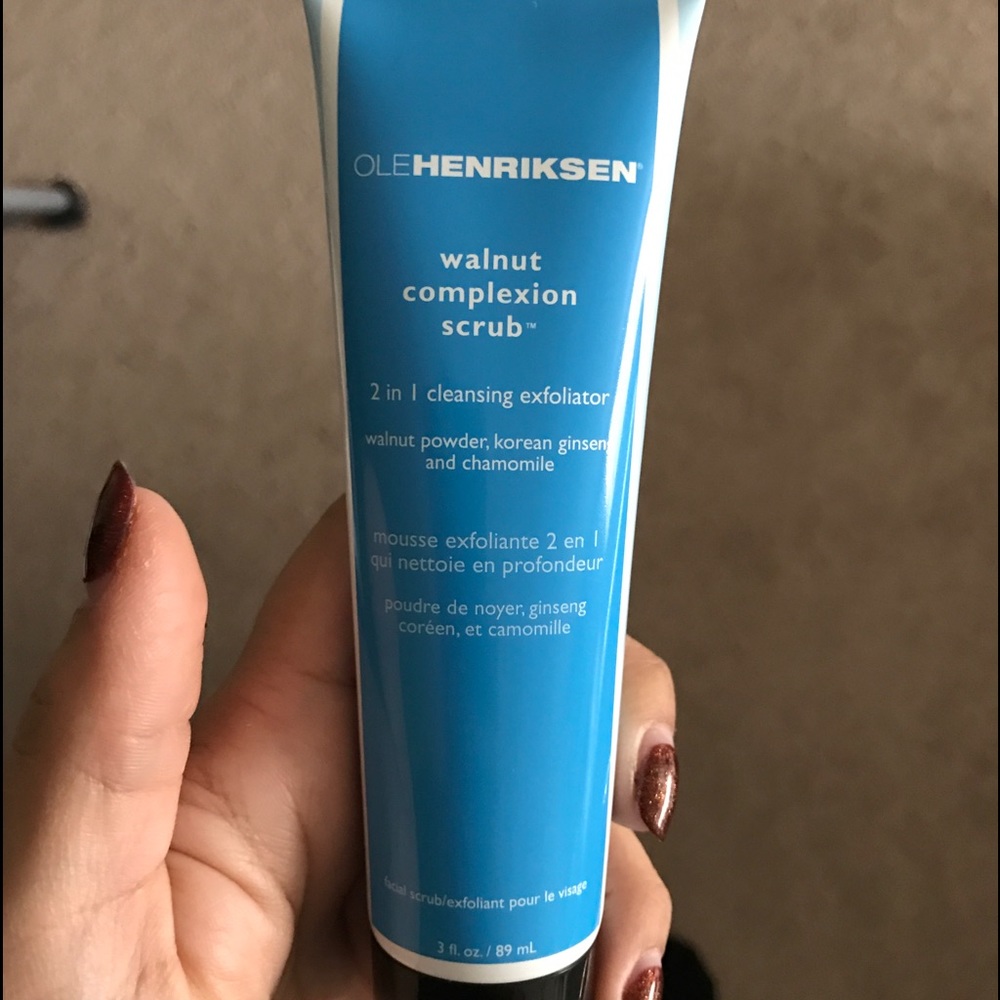 OLEHENRIKSEN®
walnut
complexion
scrub™
2 in 1 cleansing exfoliator
walnut powder, korean ginseng
and chamomile
mousse exfoliante 2 en 1
qui nettoie en profondeur
poudre de noyer, ginseng
coréen, et camomille
facial scrub/exfoliant pour le visage
3 fl. oz. / 89 mL